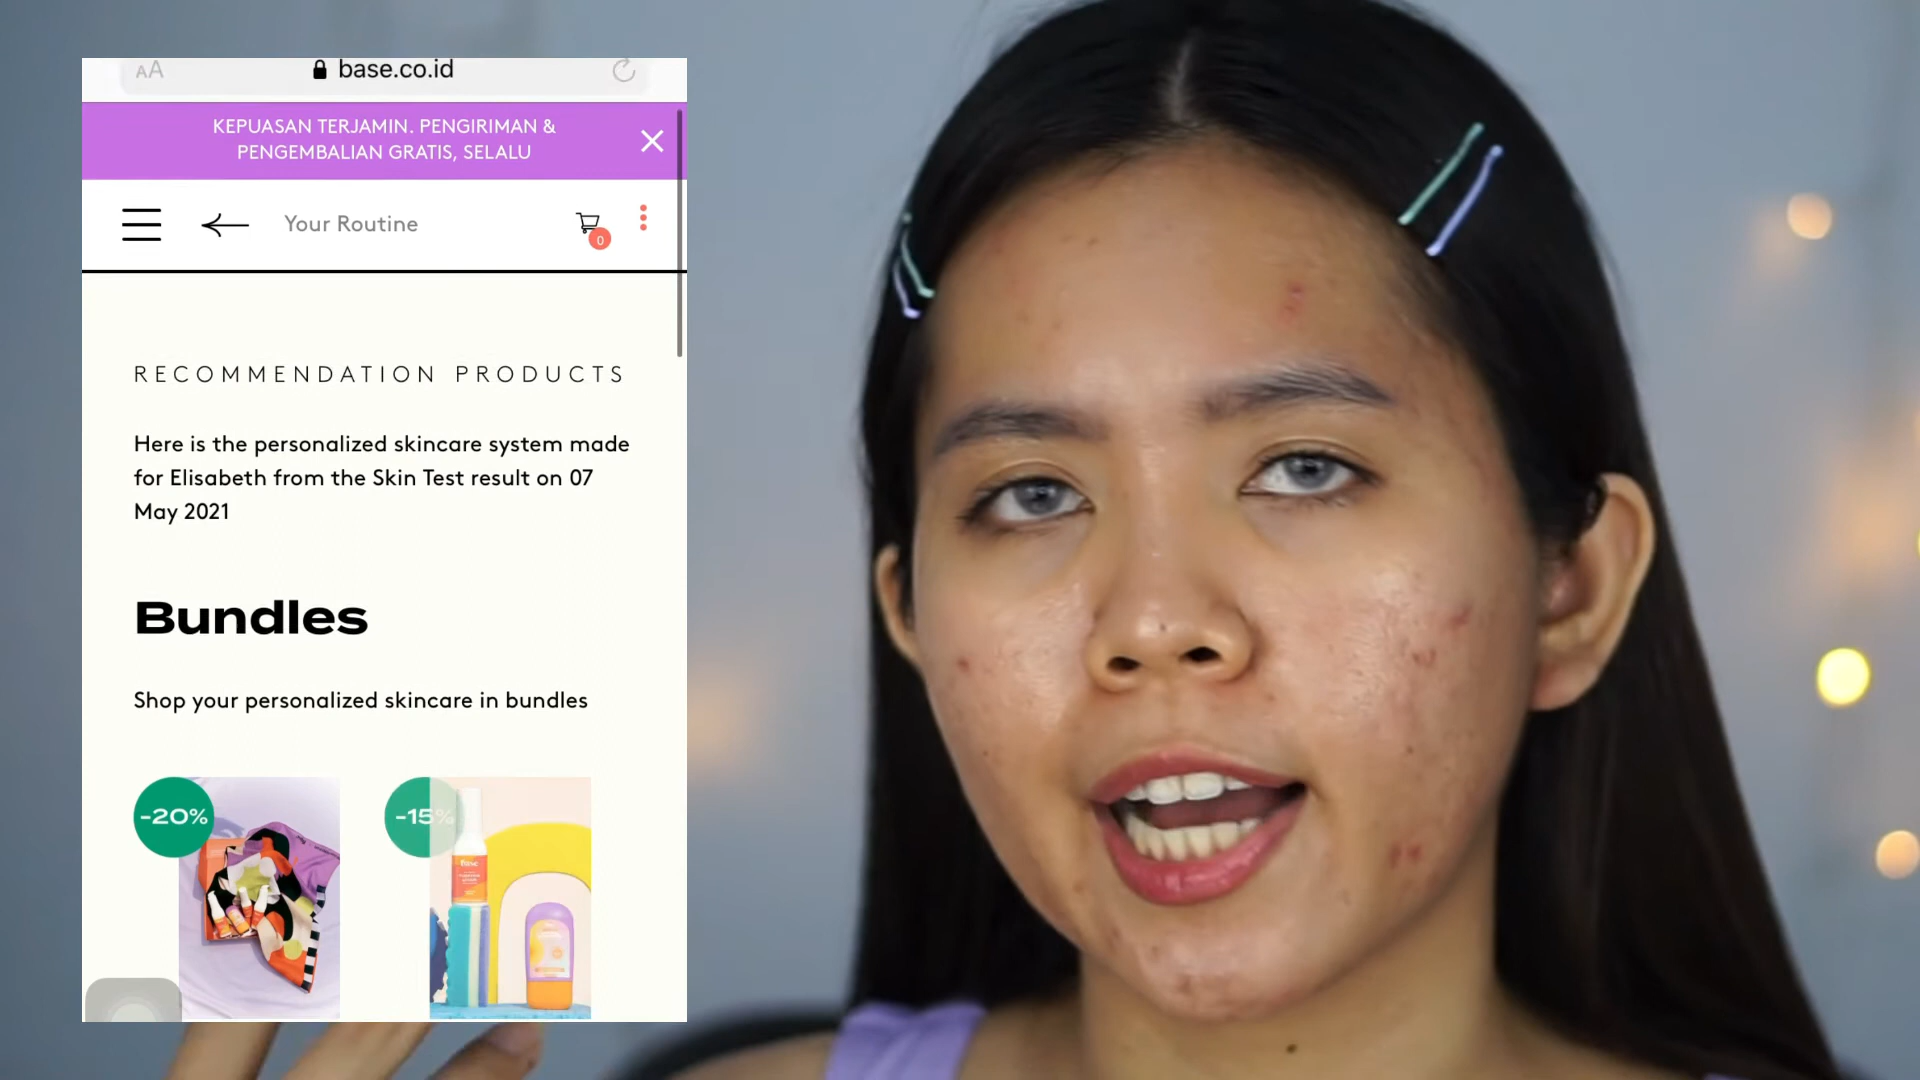 AA base.co.id
KEPUASAN TERJAMIN. PENGIRIMAN &
PENGEMBALIAN GRATIS, SELALU
Your Routine
0
RECOMMENDATION PRODUCTS
Here is the personalized skincare system made
for Elisabeth from the Skin Test result on 07
May 2021
Bundles
Shop your personalized skincare in bundles
-20%
-15%
Base